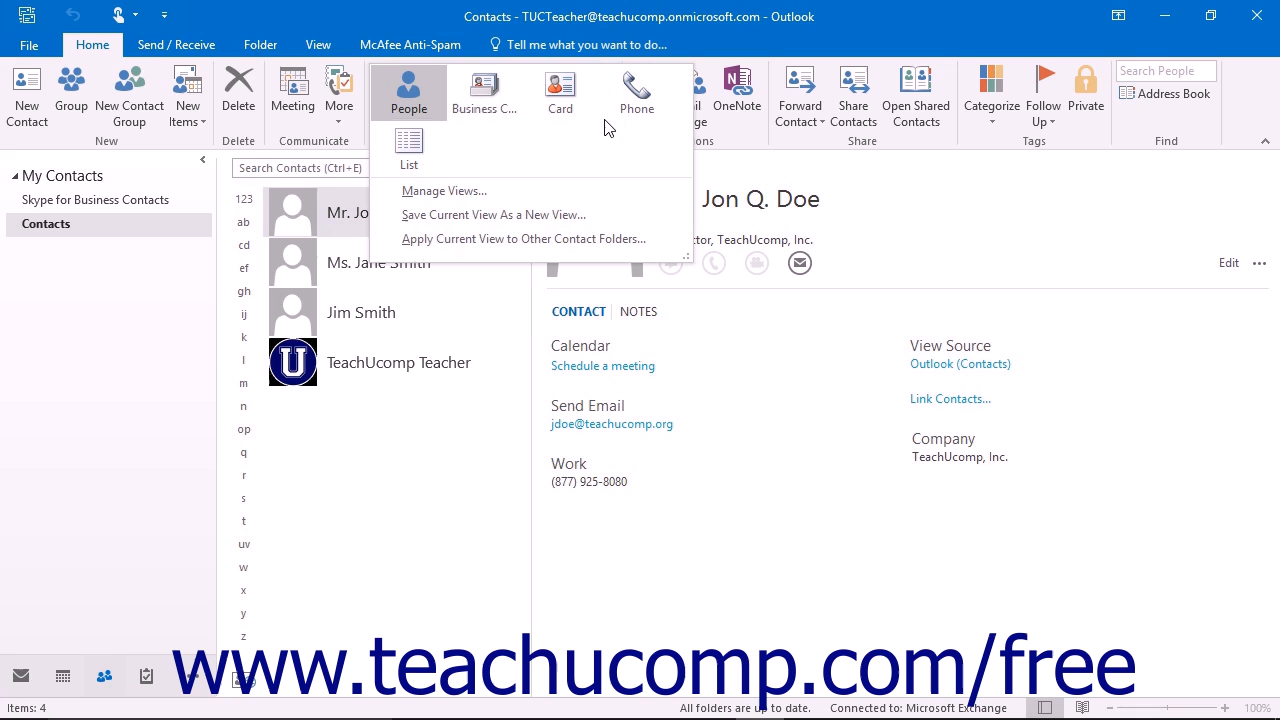 Contacts - TUCTeacher@teachucomp.onmicrosoft.com - Outlook
File Home Send / Receive Folder View McAfee Anti-Spam Tell me what you want to do...
New Contact
Group
New Contact Group
New Items
Delete
Meeting
More
People
Business C...
Card
Phone
List
Manage Views...
Save Current View As a New View...
Apply Current View to Other Contact Folders...
OneNote
Forward Contact
Share Contacts
Open Shared Contacts
Categorize
Follow Up
Private
Search People
Address Book
New Delete Communicate Share Tags Find
My Contacts
Skype for Business Contacts
Contacts
Search Contacts (Ctrl+E)
123
ab
cd
ef
gh
ij
k
l
m
n
op
q
r
s
t
uv
w
x
y
z
Mr. Jo
Ms. Jane Smith
Jim Smith
TeachUcomp Teacher
U
Jon Q. Doe
ctor, TeachUcomp, Inc.
Edit
CONTACT NOTES
Calendar
Schedule a meeting
Send Email
jdoe@teachucomp.org
Work
(877) 925-8080
View Source
Outlook (Contacts)
Link Contacts...
Company
TeachUcomp, Inc.
www.teachucomp.com/free
Items: 4
All folders are up to date.
Connected to: Microsoft Exchange
100%